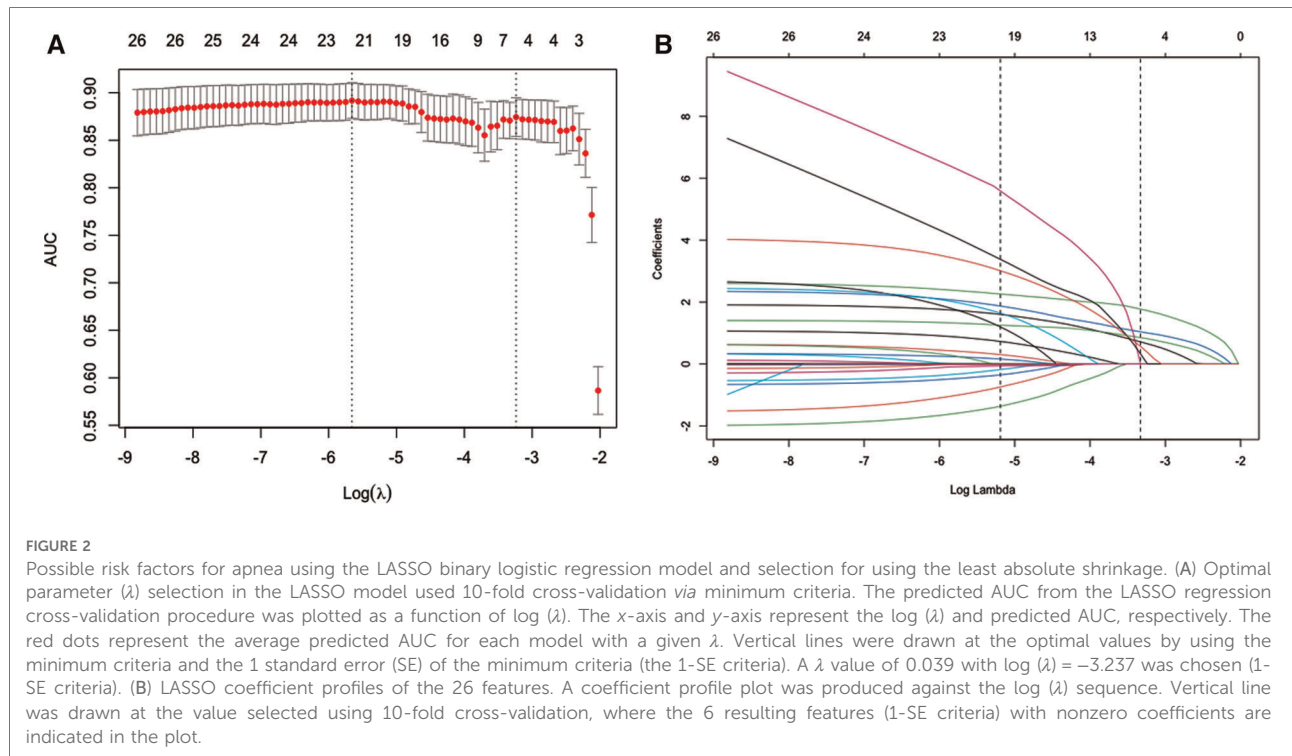 A
26 26 25 24 24 23 21 19 16 9 7 4 4 3
0.90
0.85
0.80
0.75
0.70
0.65
0.60
0.55
AUC
-9 -8 -7 -6 -5 -4 -3 -2
Log(λ)
B
26 26 24 23 19 13 4 0
8
6
4
2
0
-2
Coefficients
-9 -8 -7 -6 -5 -4 -3 -2
Log Lambda
FIGURE 2
Possible risk factors for apnea using the LASSO binary logistic regression model and selection for using the least absolute shrinkage. (A) Optimal
parameter (λ) selection in the LASSO model used 10-fold cross-validation via minimum criteria. The predicted AUC from the LASSO regression
cross-validation procedure was plotted as a function of log (λ). The x-axis and y-axis represent the log (λ) and predicted AUC, respectively. The
red dots represent the average predicted AUC for each model with a given λ. Vertical lines were drawn at the optimal values by using the
minimum criteria and the 1 standard error (SE) of the minimum criteria (the 1-SE criteria). A λ value of 0.039 with log (λ) = −3.237 was chosen (1-
SE criteria). (B) LASSO coefficient profiles of the 26 features. A coefficient profile plot was produced against the log (λ) sequence. Vertical line
was drawn at the value selected using 10-fold cross-validation, where the 6 resulting features (1-SE criteria) with nonzero coefficients are
indicated in the plot.